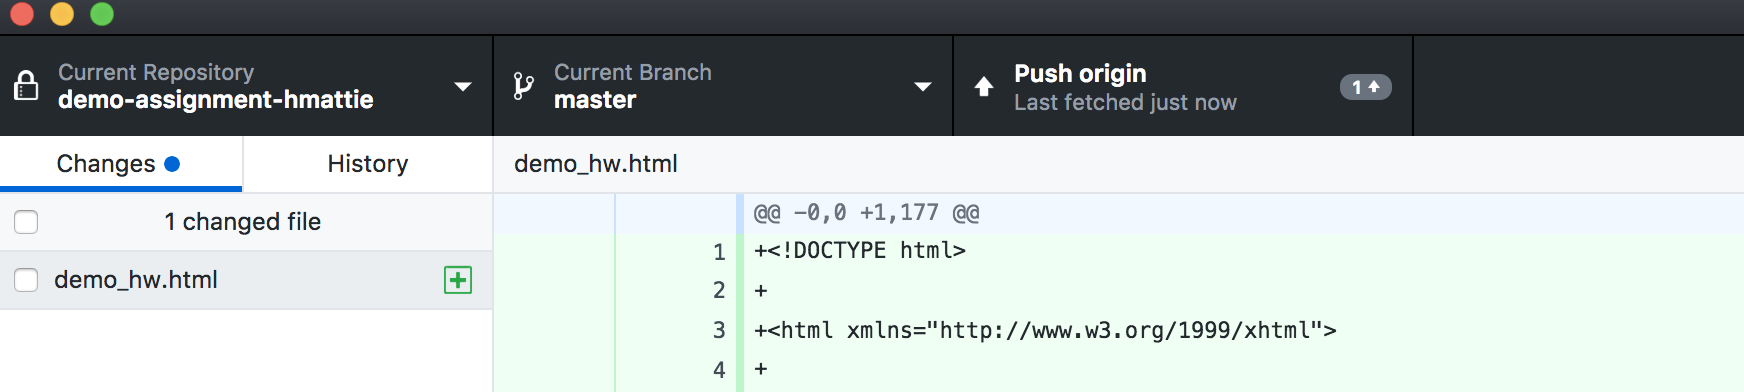 Current Repository
demo-assignment-hmattie
Current Branch
master
Push origin
Last fetched just now
1
Changes
History
1 changed file
demo_hw.html
demo_hw.html
@@ -0,0 +1,177 @@
1 +<!DOCTYPE html>
2 +
3 +<html xmlns="http://www.w3.org/1999/xhtml">
4 +